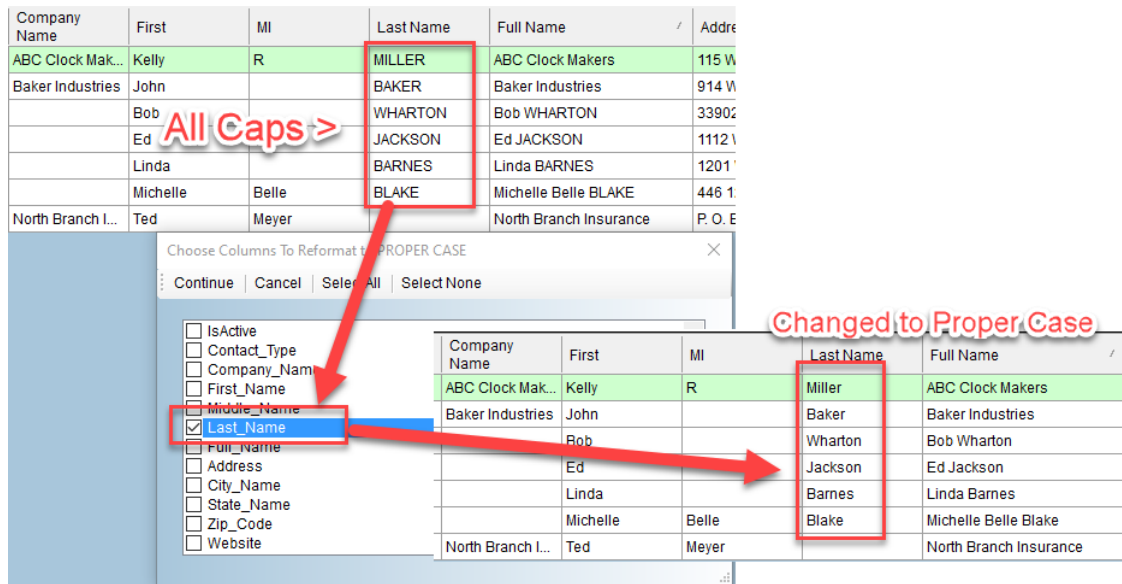 Company Name First MI Last Name Full Name / Addre
ABC Clock Mak... Kelly R MILLER ABC Clock Makers 115 W
Baker Industries John BAKER Baker Industries 914 W
Bob WHARTON Bob WHARTON 33902
Ed JACKSON Ed JACKSON 1112
All Caps >
Linda BARNES Linda BARNES 1201
Michelle Belle BLAKE Michelle Belle BLAKE 446 1
North Branch I... Ted Meyer North Branch Insurance P. O. B
Choose Columns To Reformat to PROPER CASE
Continue Cancel Select All Select None
IsActive
Contact_Type
Company_Name
First_Name
Middle_Name
Last_Name
Full_Name
Address
City_Name
State_Name
Zip_Code
Website
Changed to Proper Case
Company Name First MI Last Name Full Name /
ABC Clock Mak... Kelly R Miller ABC Clock Makers
Baker Industries John Baker Baker Industries
Bob Wharton Bob Wharton
Ed Jackson Ed Jackson
Linda Barnes Linda Barnes
Michelle Belle Blake Michelle Belle Blake
North Branch I... Ted Meyer North Branch Insurance